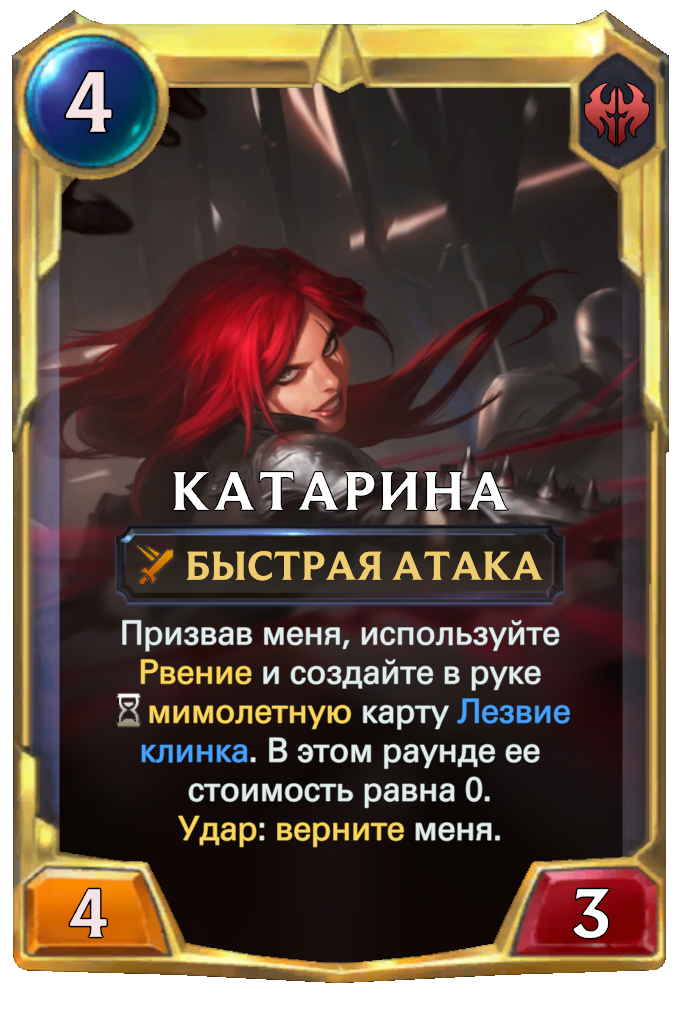 4
КАТАРИНА
БЫСТРАЯ АТАКА
Призвав меня, используйте
Рвение и создайте в руке
мимолетную карту Лезвие
клинка. В этом раунде ее
стоимость равна 0.
Удар: верните меня.
4
3